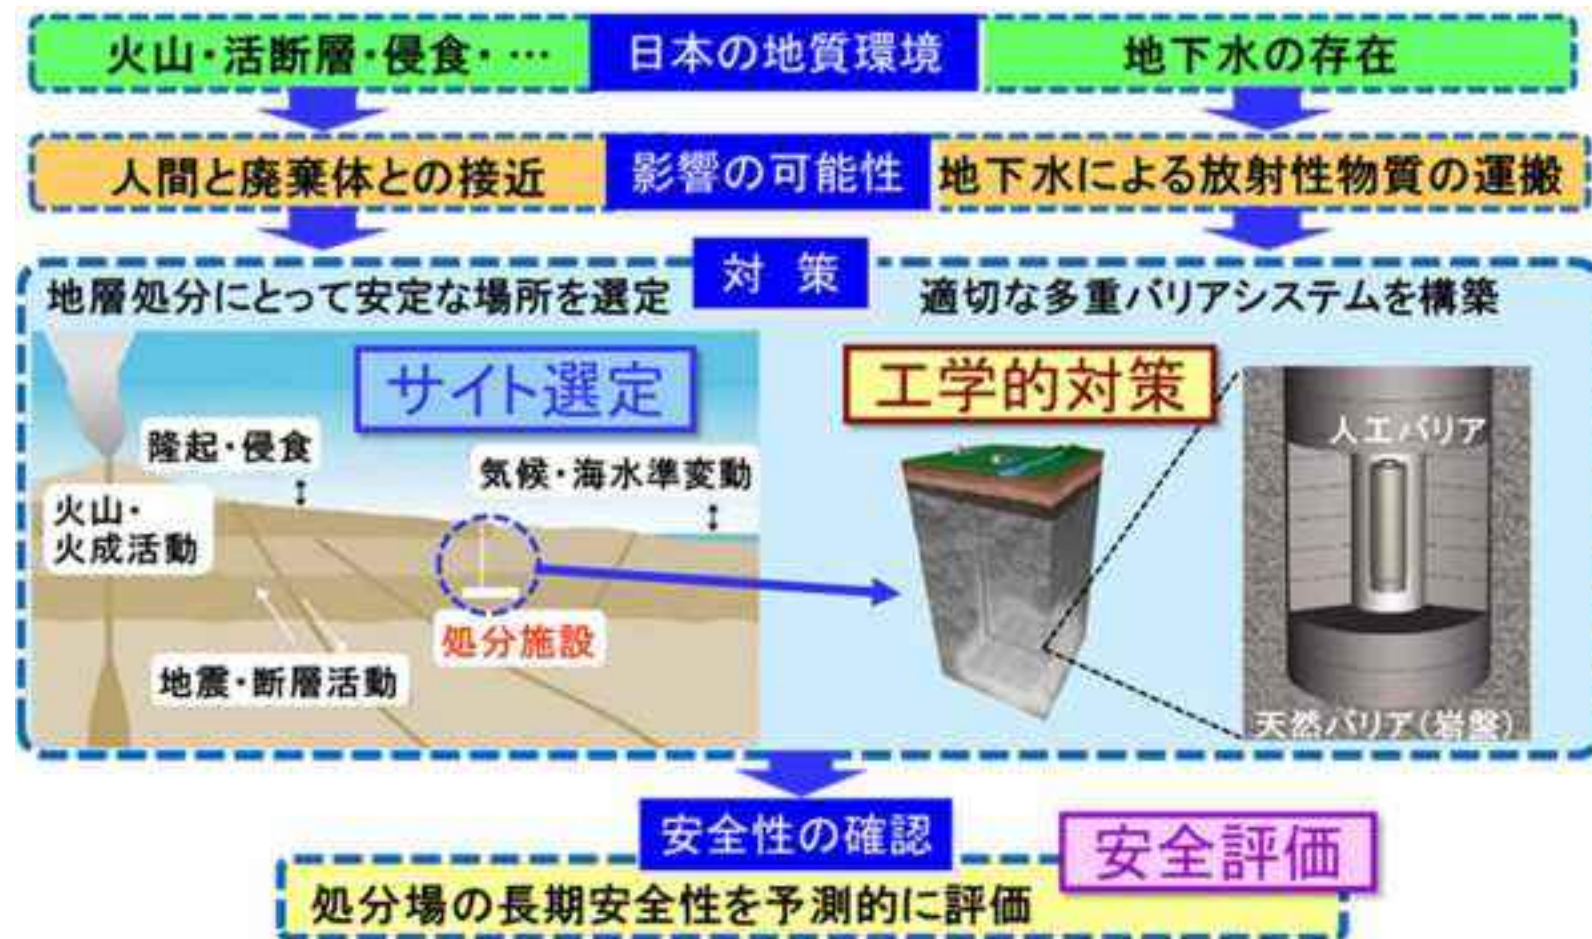 火山・活断層・侵食・…
日本の地質環境
地下水の存在
人間と廃棄体との接近
影響の可能性
地下水による放射性物質の運搬
対 策
地層処分にとって安定な場所を選定
適切な多重バリアシステムを構築
サイト選定
工学的対策
隆起・侵食
気候・海水準変動
火山・
火成活動
処分施設
地震・断層活動
人工バリア
天然バリア(岩盤)
安全性の確認
安全評価
処分場の長期安全性を予測的に評価